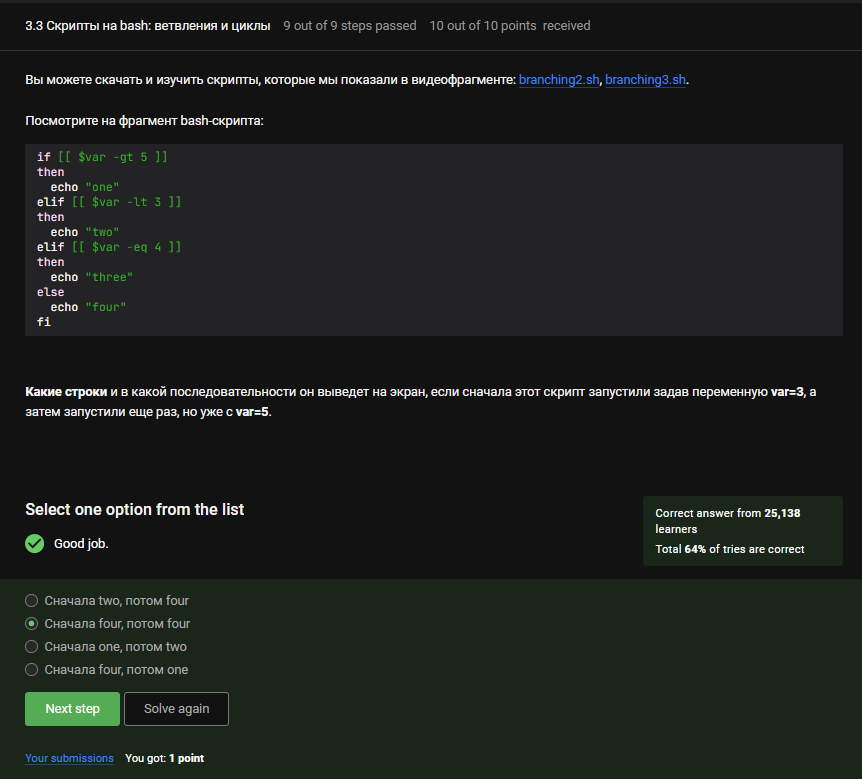 3.3 Скрипты на bash: ветвления и циклы 9 out of 9 steps passed 10 out of 10 points received
Вы можете скачать и изучить скрипты, которые мы показали в видеофрагменте: branching2.sh, branching3.sh.
Посмотрите на фрагмент bash-скрипта:
if [[ $var -gt 5 ]]
then
  echo "one"
elif [[ $var -lt 3 ]]
then
  echo "two"
elif [[ $var -eq 4 ]]
then
  echo "three"
else
  echo "four"
fi
Какие строки и в какой последовательности он выведет на экран, если сначала этот скрипт запустили задав переменную var=3, а
затем запустили еще раз, но уже с var=5.
Select one option from the list
Correct answer from 25,138
learners
Total 64% of tries are correct
Good job.
Сначала two, потом four
Сначала four, потом four
Сначала one, потом two
Сначала four, потом one
Next step Solve again
Your submissions You got: 1 point